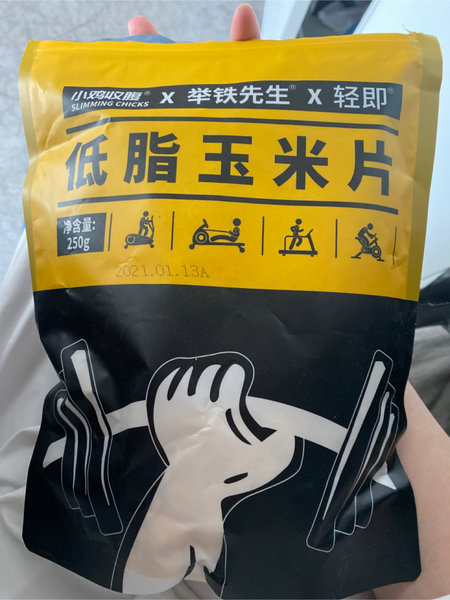 小鸡收腹® x 举铁先生® x 轻即®
SLIMMING CHICKS
低脂玉米片
净含量:
250g
2021.01.13A